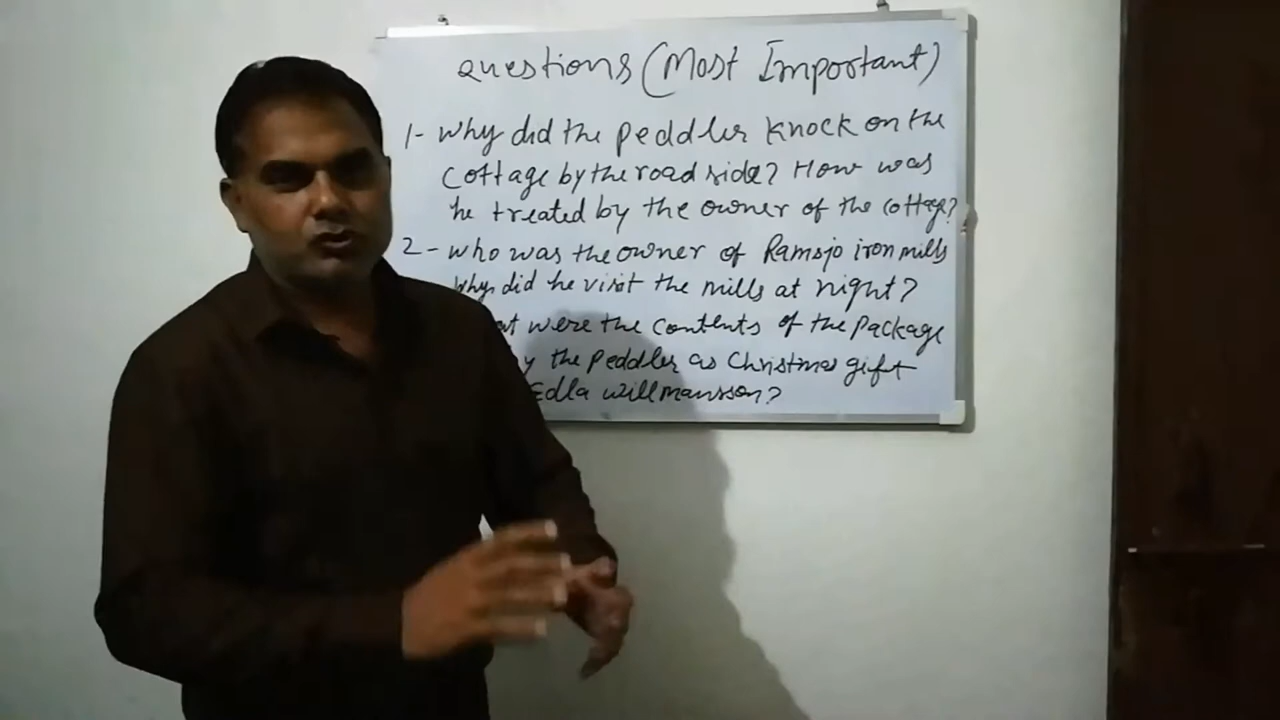 Questions (Most Important)
1- Why did the Peddler Knock on the
Cottage by the road side? How was
he treated by the owner of the cottage?
2- who was the owner of Ramsjo iron mills
Why did he visit the mills at night?
were the contents of the Package
the Peddler as Christmas gift
Edla willmansson?